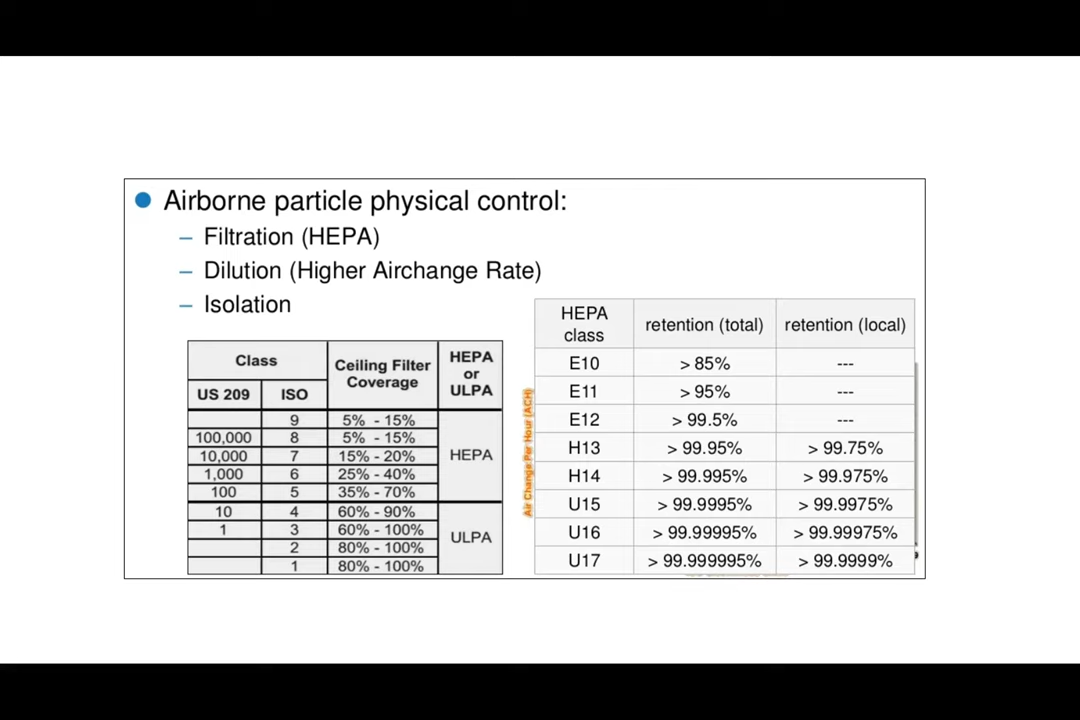 Airborne particle physical control:
– Filtration (HEPA)
– Dilution (Higher Airchange Rate)
– Isolation
Class Ceiling Filter Coverage HEPA or ULPA
US 209 ISO
9 5% - 15%
100,000 8 5% - 15%
10,000 7 15% - 20% HEPA
1,000 6 25% - 40%
100 5 35% - 70%
10 4 60% - 90%
1 3 60% - 100% ULPA
2 80% - 100%
1 80% - 100%
Air Change Per Hour (ACH)
HEPA class retention (total) retention (local)
E10 > 85% ---
E11 > 95% ---
E12 > 99.5% ---
H13 > 99.95% > 99.75%
H14 > 99.995% > 99.975%
U15 > 99.9995% > 99.9975%
U16 > 99.99995% > 99.99975%
U17 > 99.999995% > 99.9999%